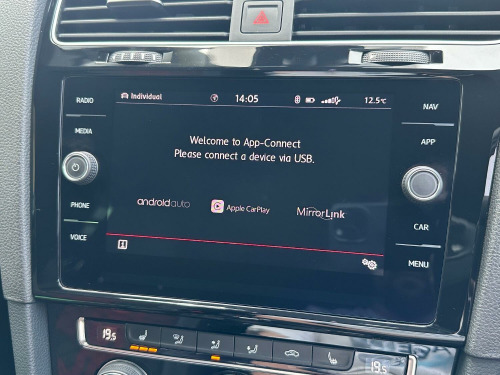 Individual 14:05 12.5°C
RADIO
MEDIA
PHONE
VOICE
Welcome to App-Connect
Please connect a device via USB.
androidauto Apple CarPlay MirrorLink
NAV
APP
CAR
MENU
19.5 19.5